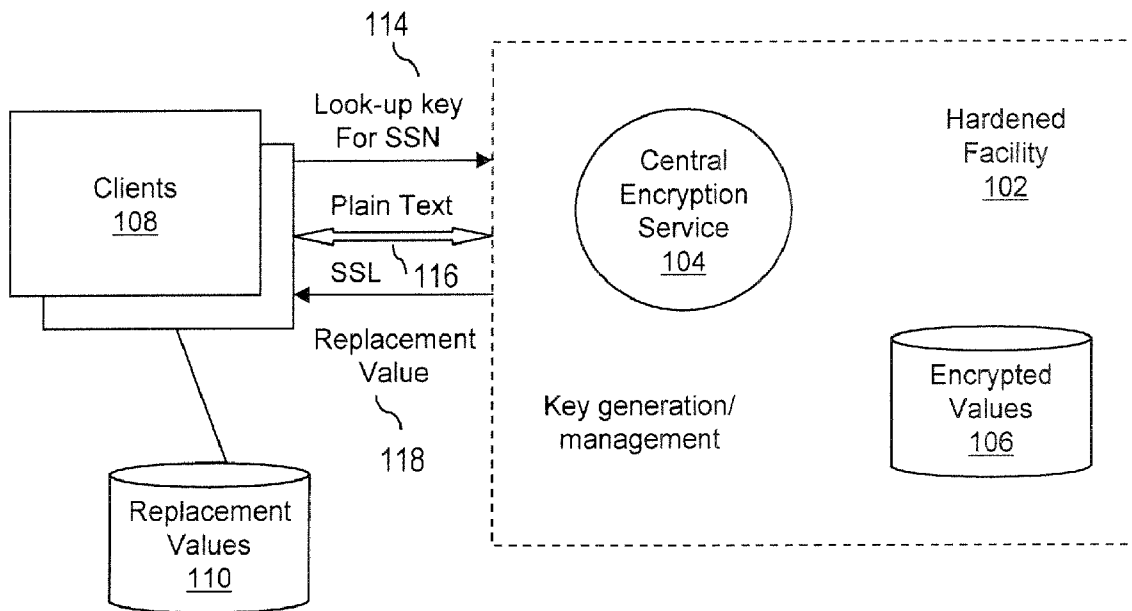 114
Look-up key
For SSN
Clients
108
Plain Text
116
SSL
Replacement
Value
118
Replacement
Values
110
Central
Encryption
Service
104
Hardened
Facility
102
Key generation/
management
Encrypted
Values
106